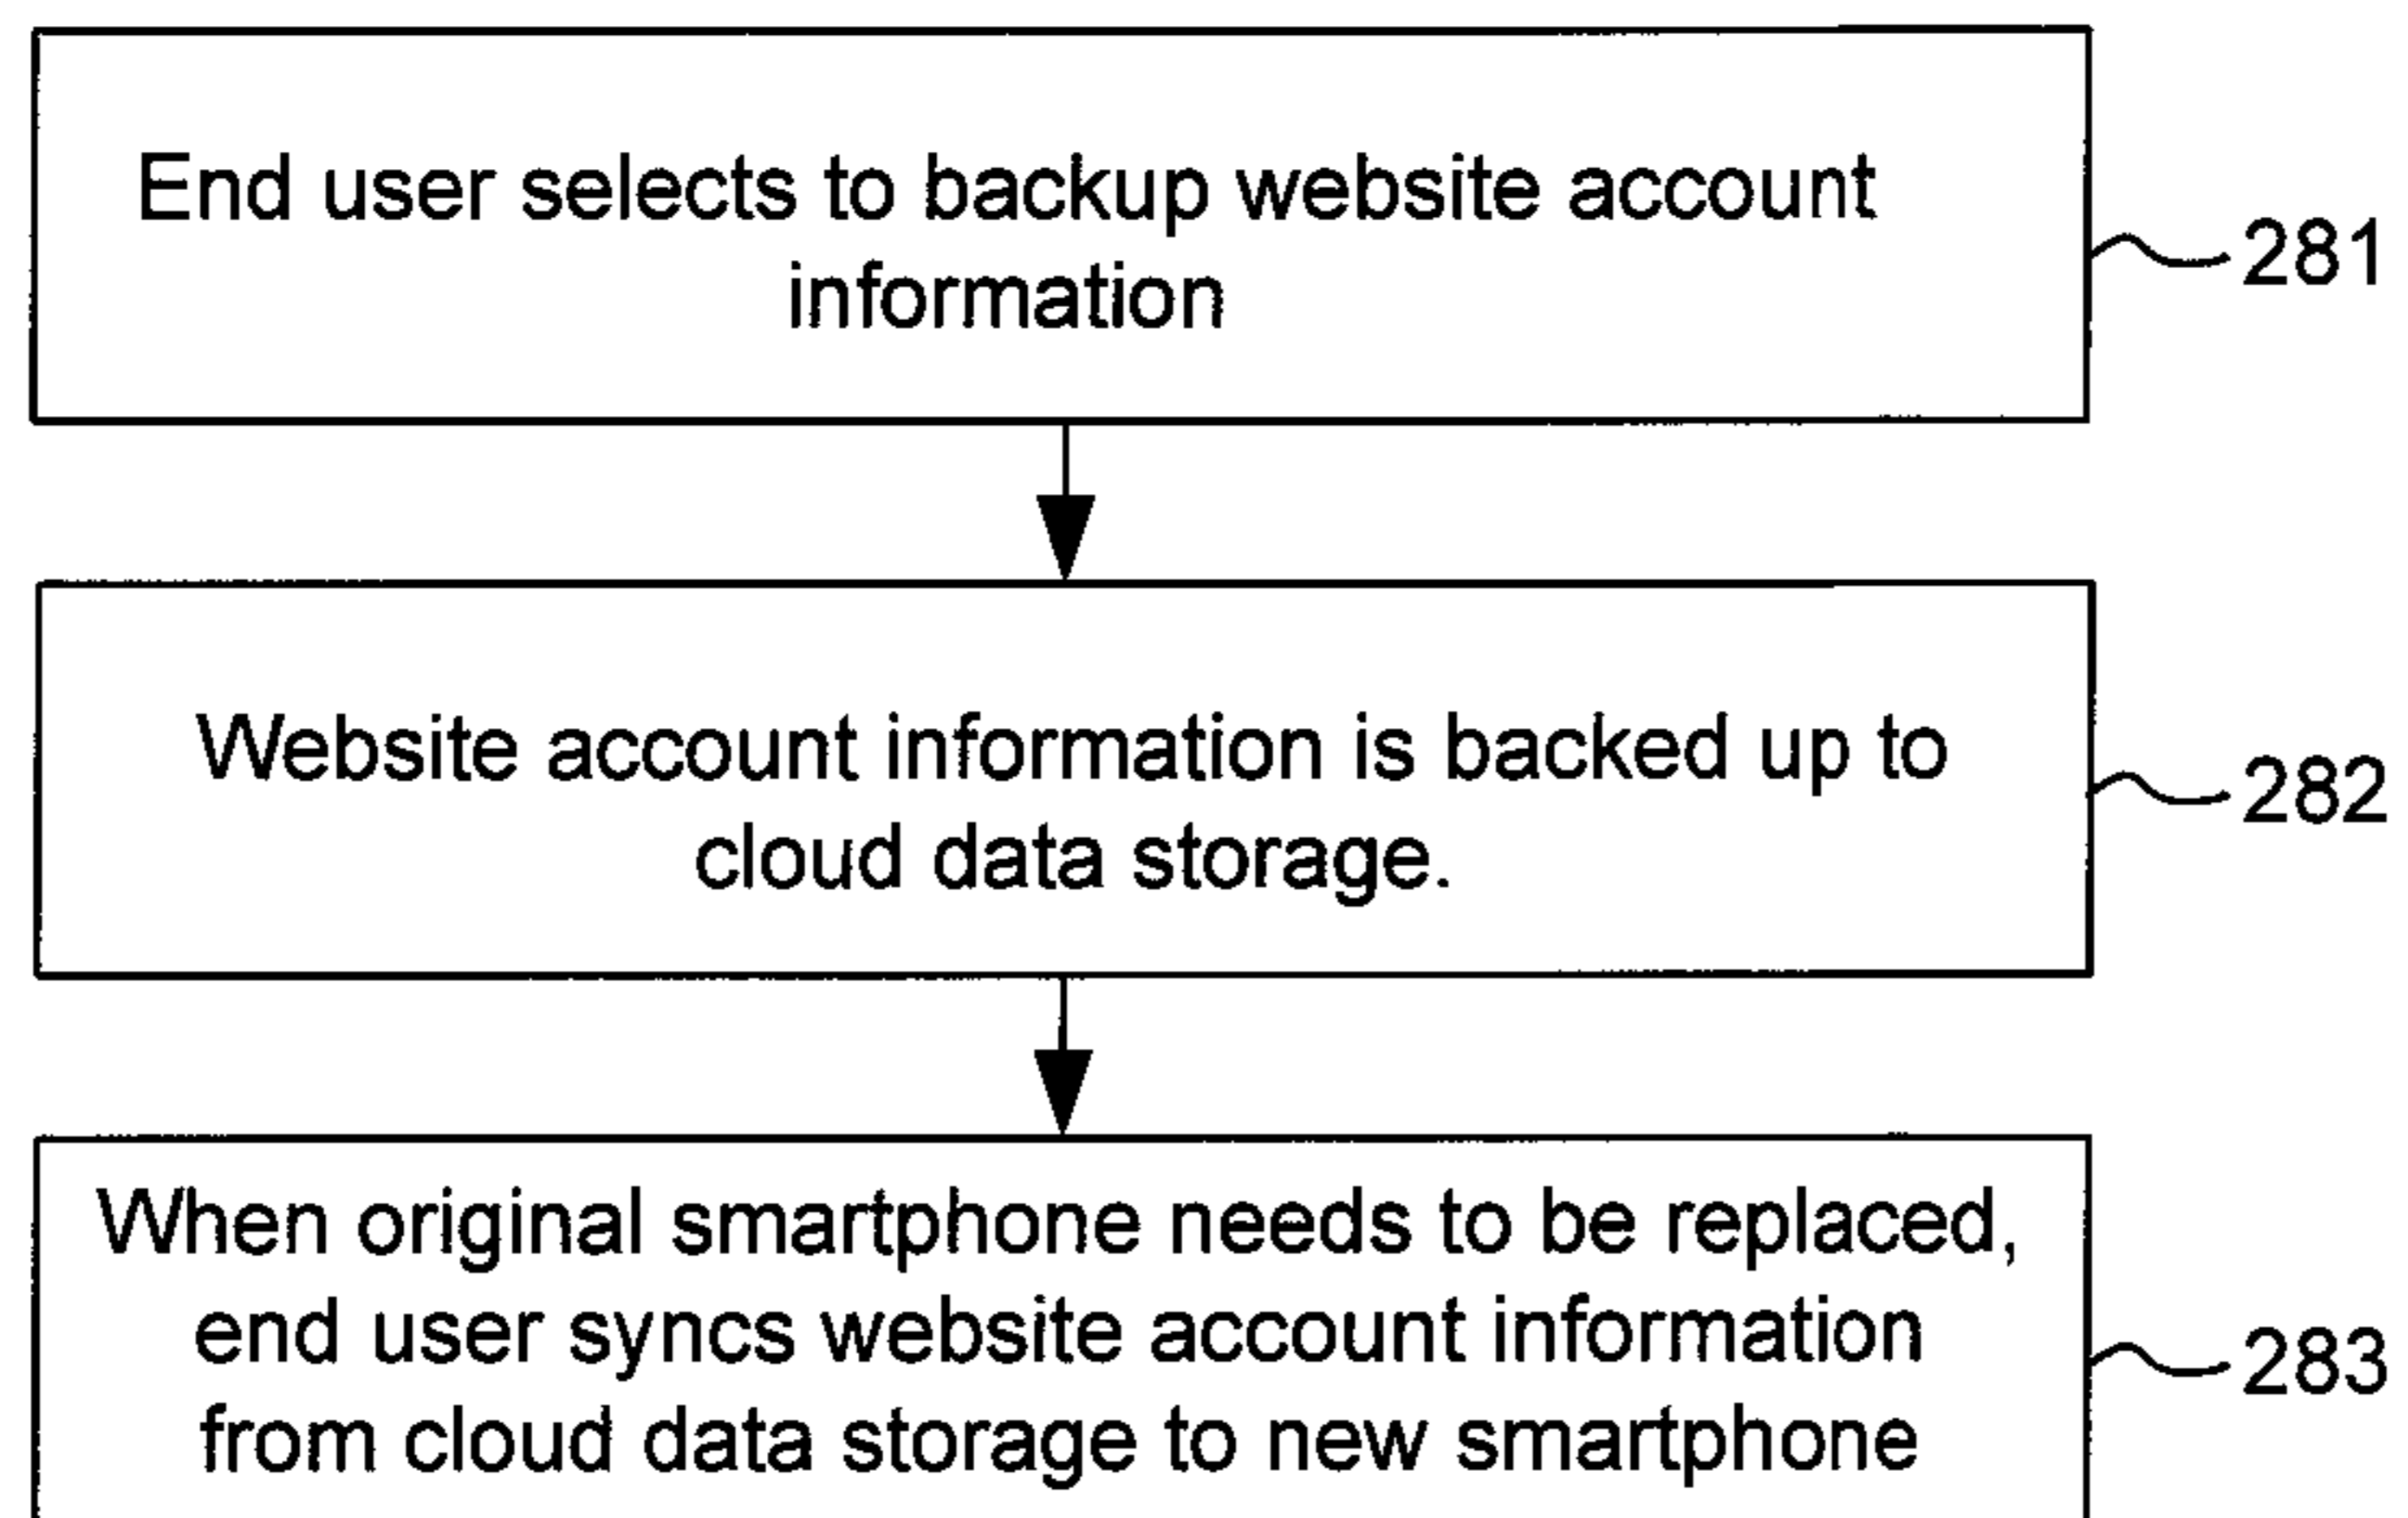 End user selects to backup website account
information
281
Website account information is backed up to
cloud data storage.
282
When original smartphone needs to be replaced,
end user syncs website account information
from cloud data storage to new smartphone
283